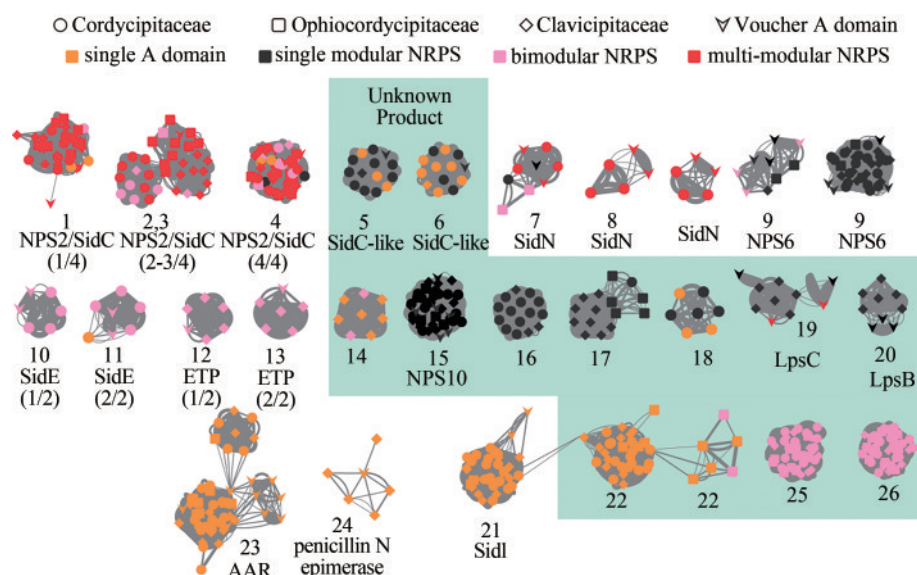 Cordycipitaceae Ophiocordycipitaceae Clavicipitaceae Voucher A domain
single A domain single modular NRPS bimodular NRPS multi-modular NRPS
Unknown
Product
1 2,3 4 5 6 7 8 9 9
NPS2/SidC NPS2/SidC NPS2/SidC SidC-like SidC-like SidN SidN SidN NPS6 NPS6
(1/4) (2-3/4) (4/4)
10 11 12 13 14 15 16 17 18 19 20
SidE SidE ETP ETP NPS10 LpsC LpsB
(1/2) (2/2) (1/2) (2/2)
23 24 21 22 22 25 26
AAR penicillin N SidI
epimerase